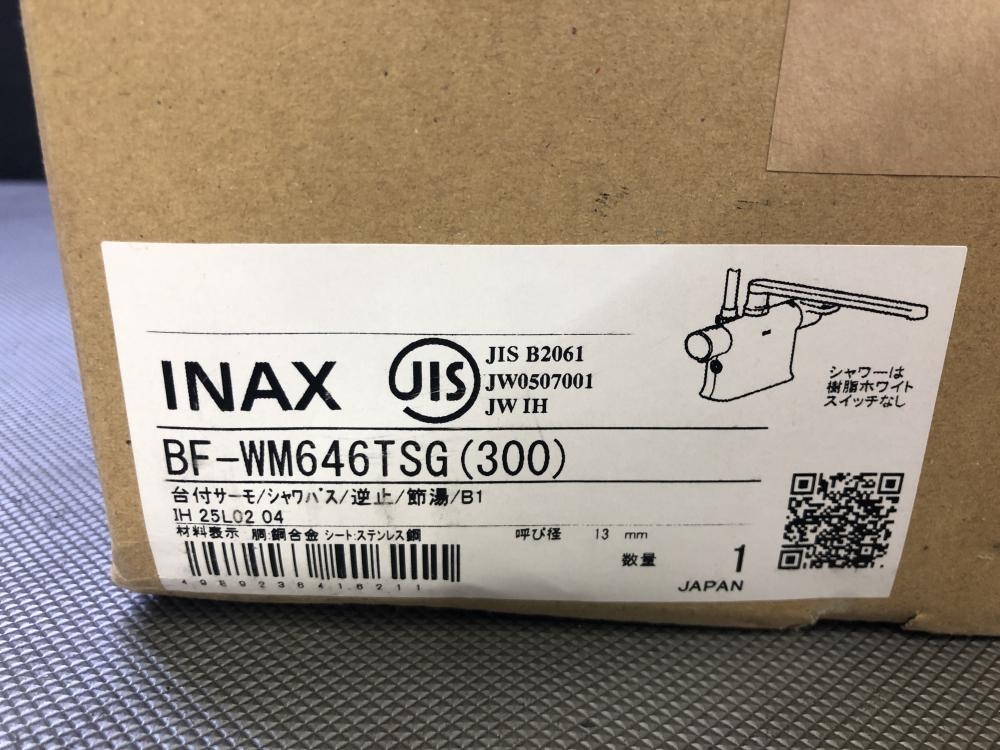 INAX
JIS
JIS B2061
JW0507001
JW IH
シャワーは
樹脂ホワイト
スイッチなし
BF-WM646TSG(300)
台付サーモ/シャワバス/逆止/節湯/B1
IH 25L02 04
材料表示 胴:銅合金 シート:ステンレス鋼 呼び径 13 mm
数量 1
JAPAN